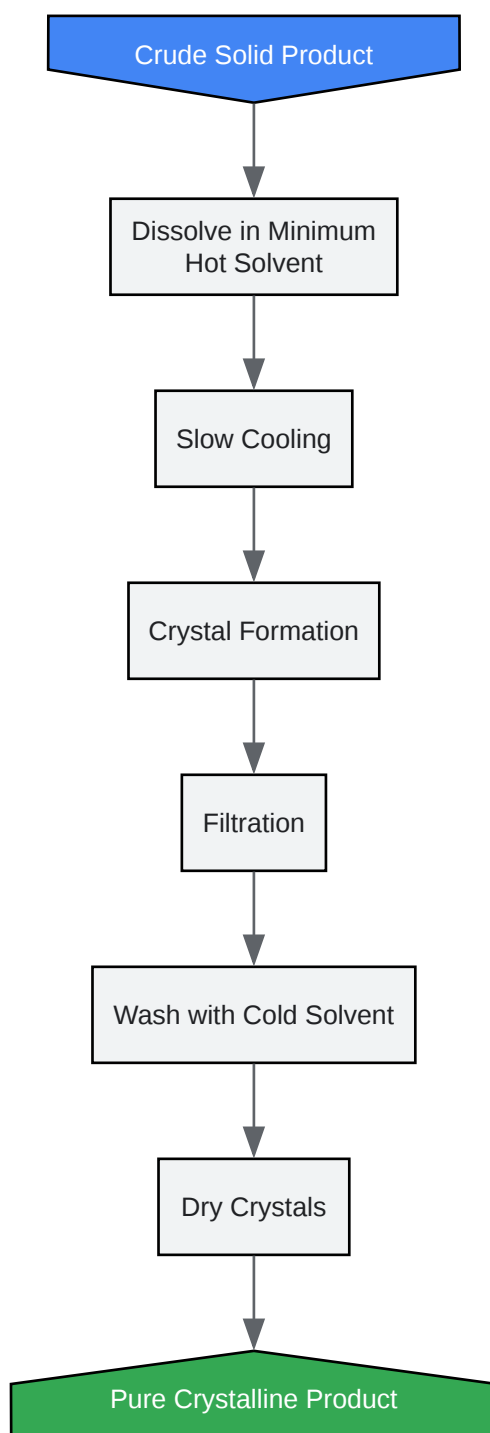 Crude Solid Product
Dissolve in Minimum
Hot Solvent
Slow Cooling
Crystal Formation
Filtration
Wash with Cold Solvent
Dry Crystals
Pure Crystalline Product